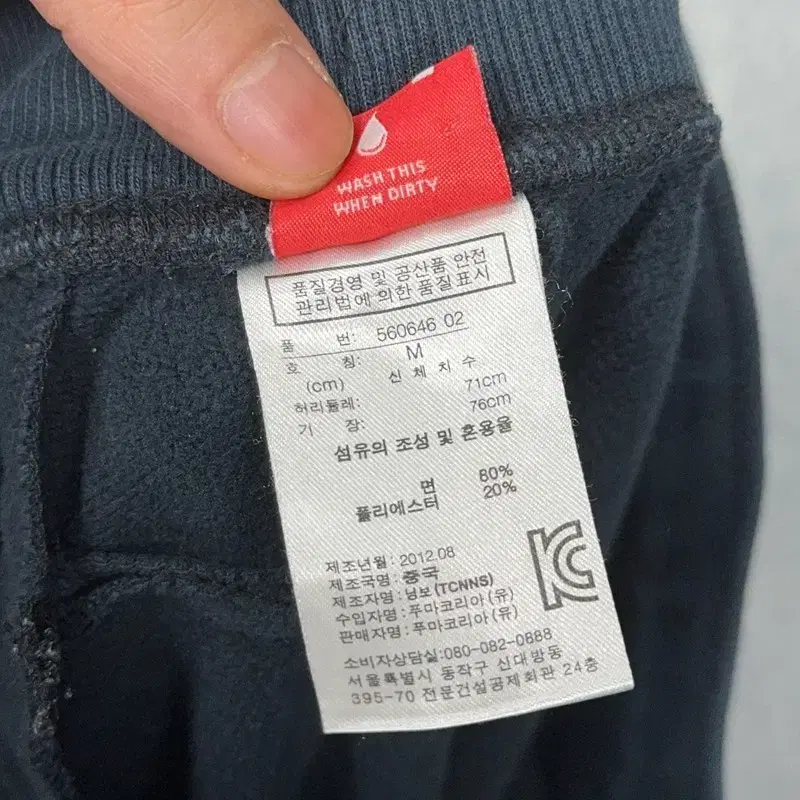 WASH THIS
WHEN DIRTY
품질경영 및 공산품 안전
관리법에 의한 품질표시
품 번: 560646 02
호 칭: M
(cm) 신 체 치 수
허리둘레: 71cm
기 장: 76cm
섬유의 조성 및 혼용율
면 80%
폴리에스터 20%
제조년월: 2012.08
제조국명: 중국
제조자명: 닝보(TCNNS)
수입자명: 푸마코리아(유)
판매자명: 푸마코리아(유)
소비자상담실:080-082-0888
서울특별시 동작구 신대방동
395-70 전문건설공제회관 24층
KC